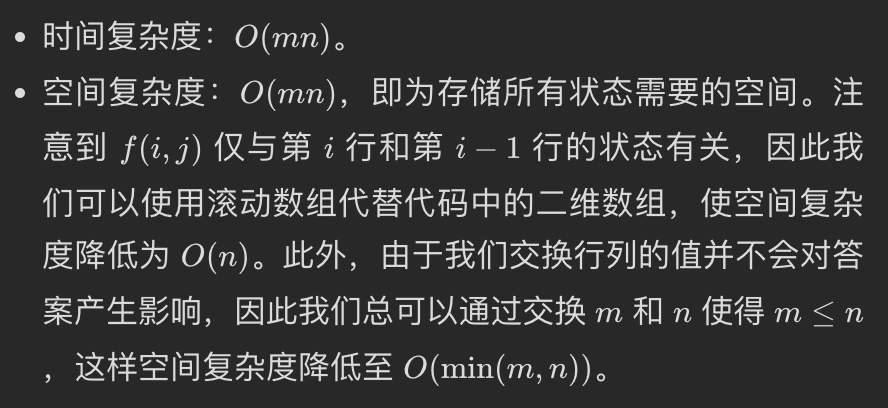 • 时间复杂度：O(mn)。
• 空间复杂度：O(mn)，即为存储所有状态需要的空间。注
意到 f(i, j) 仅与第 i 行和第 i − 1 行的状态有关，因此我
们可以使用滚动数组代替代码中的二维数组，使空间复杂
度降低为 O(n)。此外，由于我们交换行列的值并不会对答
案产生影响，因此我们总可以通过交换 m 和 n 使得 m ≤ n
，这样空间复杂度降低至 O(min(m, n))。